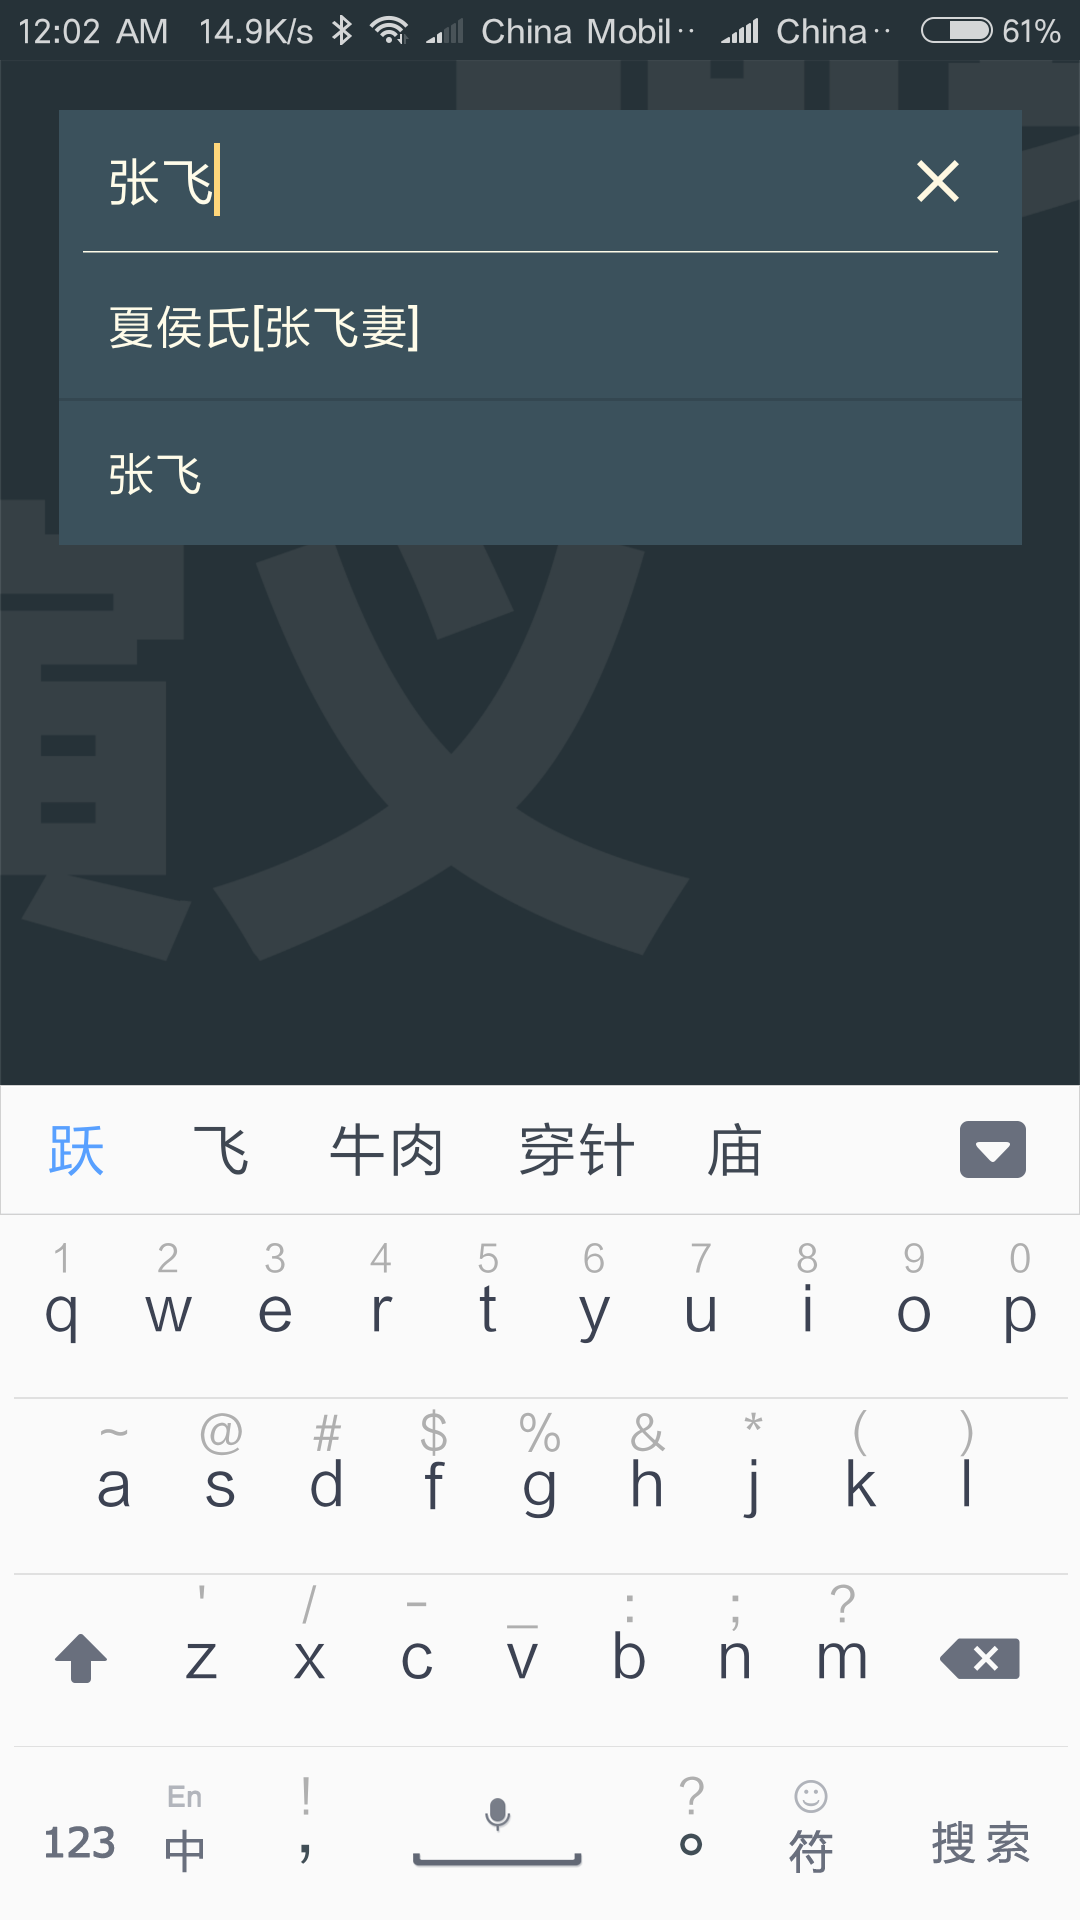 12:02 AM 14.9K/s China Mobil·· China·· 61%
张飞
夏侯氏[张飞妻]
张飞
跃 飞 牛肉 穿针 庙
1 2 3 4 5 6 7 8 9 0
q w e r t y u i o p
~ @ # $ % & * ( )
a s d f g h j k l
' / - _ : ; ?
z x c v b n m
En ! ?
123 中 , 。 符 搜索